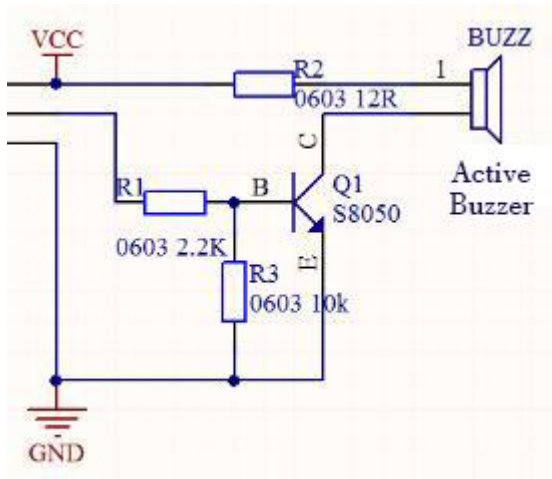 VCC
BUZZ
R2
1
0603 12R
C
Active
Buzzer
R1
B
Q1
S8050
0603 2.2K
E
R3
0603 10k
GND